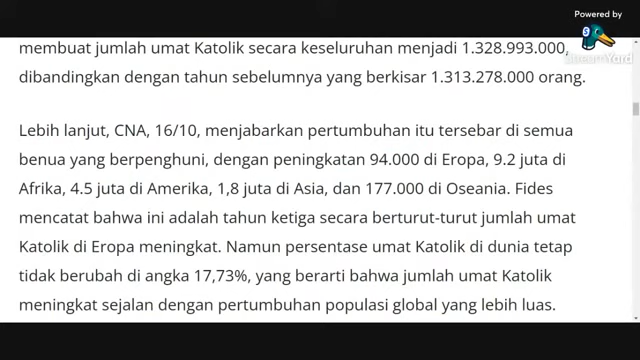 Powered by
StreamYard
membuat jumlah umat Katolik secara keseluruhan menjadi 1.328.993.000,
dibandingkan dengan tahun sebelumnya yang berkisar 1.313.278.000 orang.
Lebih lanjut, CNA, 16/10, menjabarkan pertumbuhan itu tersebar di semua
benua yang berpenghuni, dengan peningkatan 94.000 di Eropa, 9.2 juta di
Afrika, 4.5 juta di Amerika, 1,8 juta di Asia, dan 177.000 di Oseania. Fides
mencatat bahwa ini adalah tahun ketiga secara berturut-turut jumlah umat
Katolik di Eropa meningkat. Namun persentase umat Katolik di dunia tetap
tidak berubah di angka 17,73%, yang berarti bahwa jumlah umat Katolik
meningkat sejalan dengan pertumbuhan populasi global yang lebih luas.